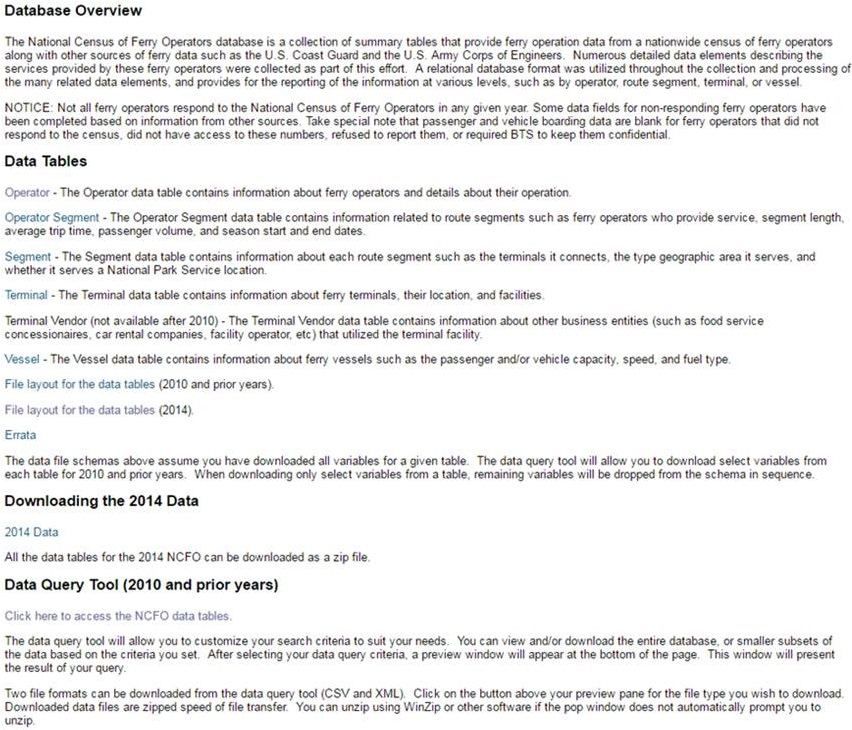 Database Overview
The National Census of Ferry Operators database is a collection of summary tables that provide ferry operation data from a nationwide census of ferry operators
along with other sources of ferry data such as the U.S. Coast Guard and the U.S. Army Corps of Engineers.  Numerous detailed data elements describing the
services provided by these ferry operators were collected as part of this effort.  A relational database format was utilized throughout the collection and processing of
the many related data elements, and provides for the reporting of the information at various levels, such as by operator, route segment, terminal, or vessel.
NOTICE: Not all ferry operators respond to the National Census of Ferry Operators in any given year. Some data fields for non-responding ferry operators have
been completed based on information from other sources. Take special note that passenger and vehicle boarding data are blank for ferry operators that did not
respond to the census, did not have access to these numbers, refused to report them, or required BTS to keep them confidential.
Data Tables
Operator - The Operator data table contains information about ferry operators and details about their operation.
Operator Segment - The Operator Segment data table contains information related to route segments such as ferry operators who provide service, segment length,
average trip time, passenger volume, and season start and end dates.
Segment - The Segment data table contains information about each route segment such as the terminals it connects, the type geographic area it serves, and
whether it serves a National Park Service location.
Terminal - The Terminal data table contains information about ferry terminals, their location, and facilities.
Terminal Vendor (not available after 2010) - The Terminal Vendor data table contains information about other business entities (such as food service
concessionaires, car rental companies, facility operator, etc) that utilized the terminal facility.
Vessel - The Vessel data table contains information about ferry vessels such as the passenger and/or vehicle capacity, speed, and fuel type.
File layout for the data tables (2010 and prior years).
File layout for the data tables (2014).
Errata
The data file schemas above assume you have downloaded all variables for a given table.  The data query tool will allow you to download select variables from
each table for 2010 and prior years.  When downloading only select variables from a table, remaining variables will be dropped from the schema in sequence.
Downloading the 2014 Data
2014 Data
All the data tables for the 2014 NCFO can be downloaded as a zip file.
Data Query Tool (2010 and prior years)
Click here to access the NCFO data tables.
The data query tool will allow you to customize your search criteria to suit your needs.  You can view and/or download the entire database, or smaller subsets of
the data based on the criteria you set.  After selecting your data query criteria, a preview window will appear at the bottom of the page.  This window will present
the result of your query.
Two file formats can be downloaded from the data query tool (CSV and XML).  Click on the button above your preview pane for the file type you wish to download.
Downloaded data files are zipped speed of file transfer.  You can unzip using WinZip or other software if the pop window does not automatically prompt you to
unzip.